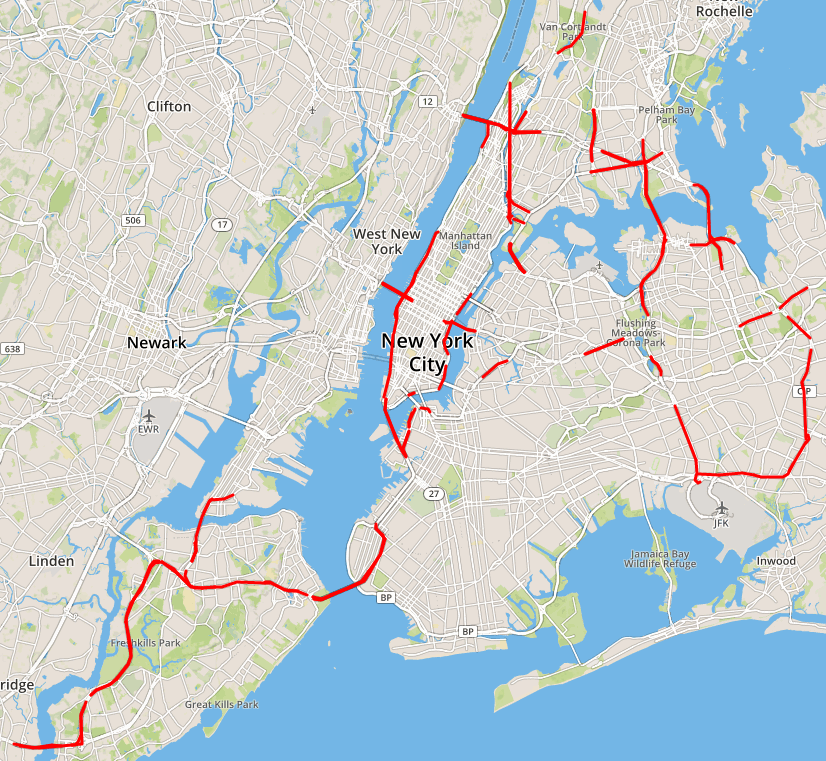 Rochelle
Van Cortlandt
Park
12
Clifton
Pelham Bay
Park
506
17
West New
York
Manhattan
Island
638
Newark
New York
City
Flushing
Meadows-
Corona Park
CIP
EWR
27
JFK
Linden
Jamaica Bay
Wildlife Refuge
Inwood
BP
BP
Freshkills Park
ridge
Great Kills Park